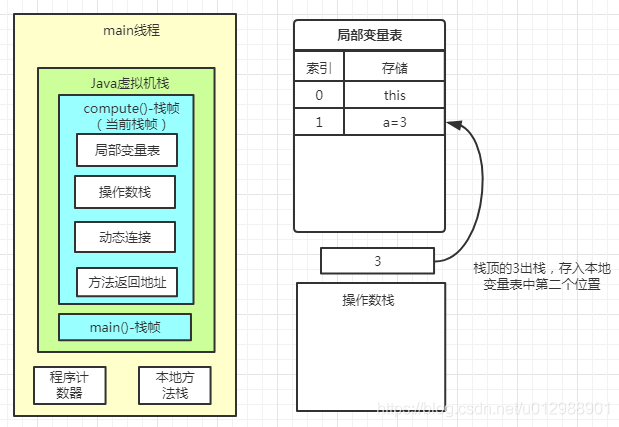 main线程
Java虚拟机栈
compute()-栈帧
（当前栈帧）
局部变量表
操作数栈
动态连接
方法返回地址
main()-栈帧
程序计
数器
本地方
法栈
局部变量表
索引 存储
0 this
1 a=3
3
栈顶的3出栈，存入本地
变量表中第二个位置
操作数栈
https://blog.csdn.net/u012988901